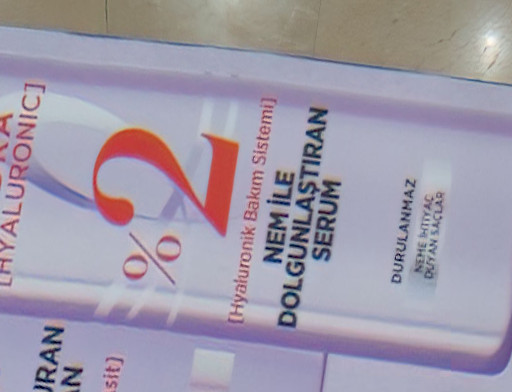 [HYALURONIC]
%2
[Hyaluronik Bakım Sistemi]
NEM İLE
DOLGUNLAŞTIRAN
SERUM
DURULANMAZ
NEME İHTİYAÇ
DUYAN SAÇLAR